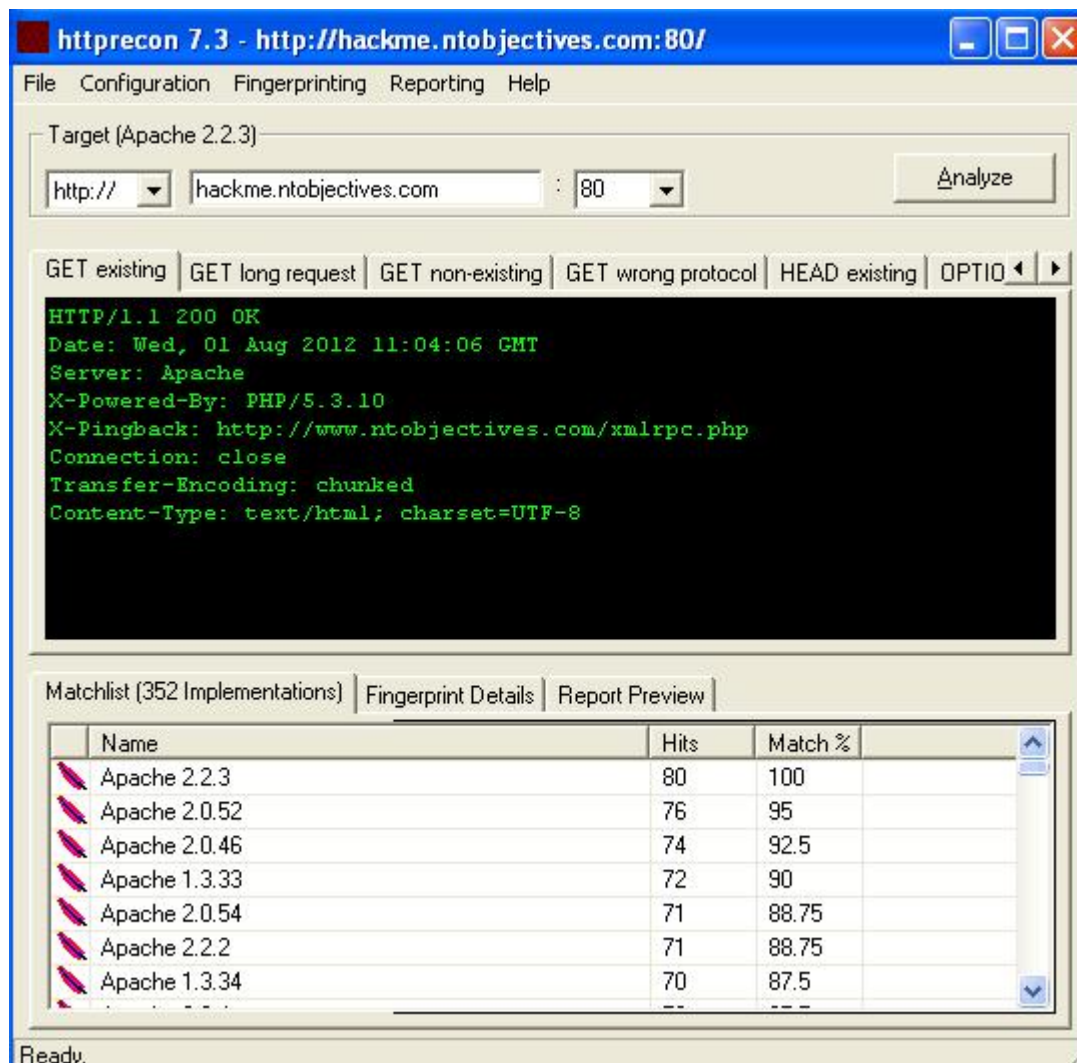 httprecon 7.3 - http://hackme.ntobjectives.com:80/
File Configuration Fingerprinting Reporting Help
Target (Apache 2.2.3)
http:// hackme.ntobjectives.com : 80 Analyze
GET existing GET long request GET non-existing GET wrong protocol HEAD existing OPTIO
HTTP/1.1 200 OK
Date: Wed, 01 Aug 2012 11:04:06 GMT
Server: Apache
X-Powered-By: PHP/5.3.10
X-Pingback: http://www.ntobjectives.com/xmlrpc.php
Connection: close
Transfer-Encoding: chunked
Content-Type: text/html; charset=UTF-8
Matchlist (352 Implementations) Fingerprint Details Report Preview
Name Hits Match %
Apache 2.2.3 80 100
Apache 2.0.52 76 95
Apache 2.0.46 74 92.5
Apache 1.3.33 72 90
Apache 2.0.54 71 88.75
Apache 2.2.2 71 88.75
Apache 1.3.34 70 87.5
Ready.